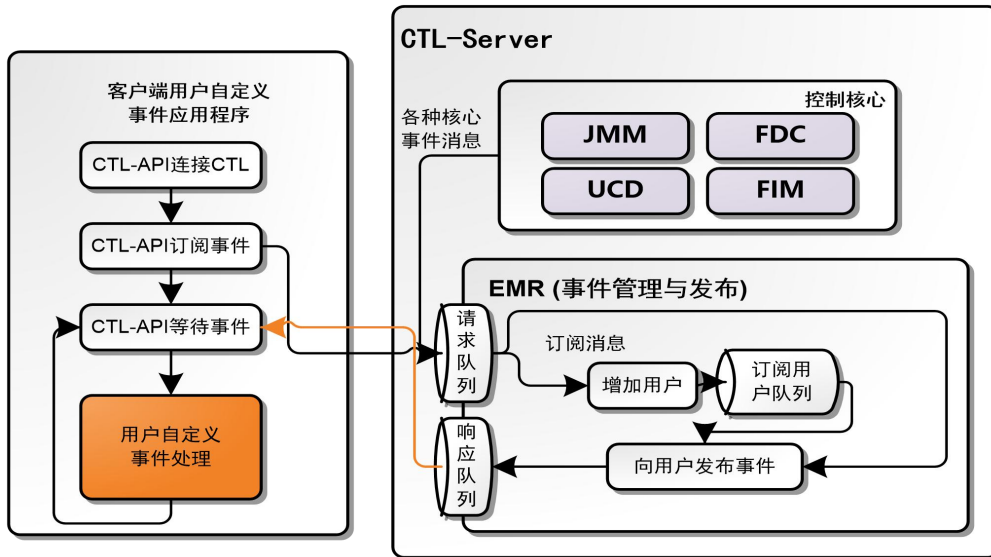 CTL-Server
客户端用户自定义
事件应用程序
CTL-API连接CTL
CTL-API订阅事件
CTL-API等待事件
用户自定义
事件处理
各种核心
事件消息
控制核心
JMM
FDC
UCD
FIM
EMR (事件管理与发布)
请
求
队
列
订阅消息
增加用户
订阅用
户队列
响
应
队
列
向用户发布事件